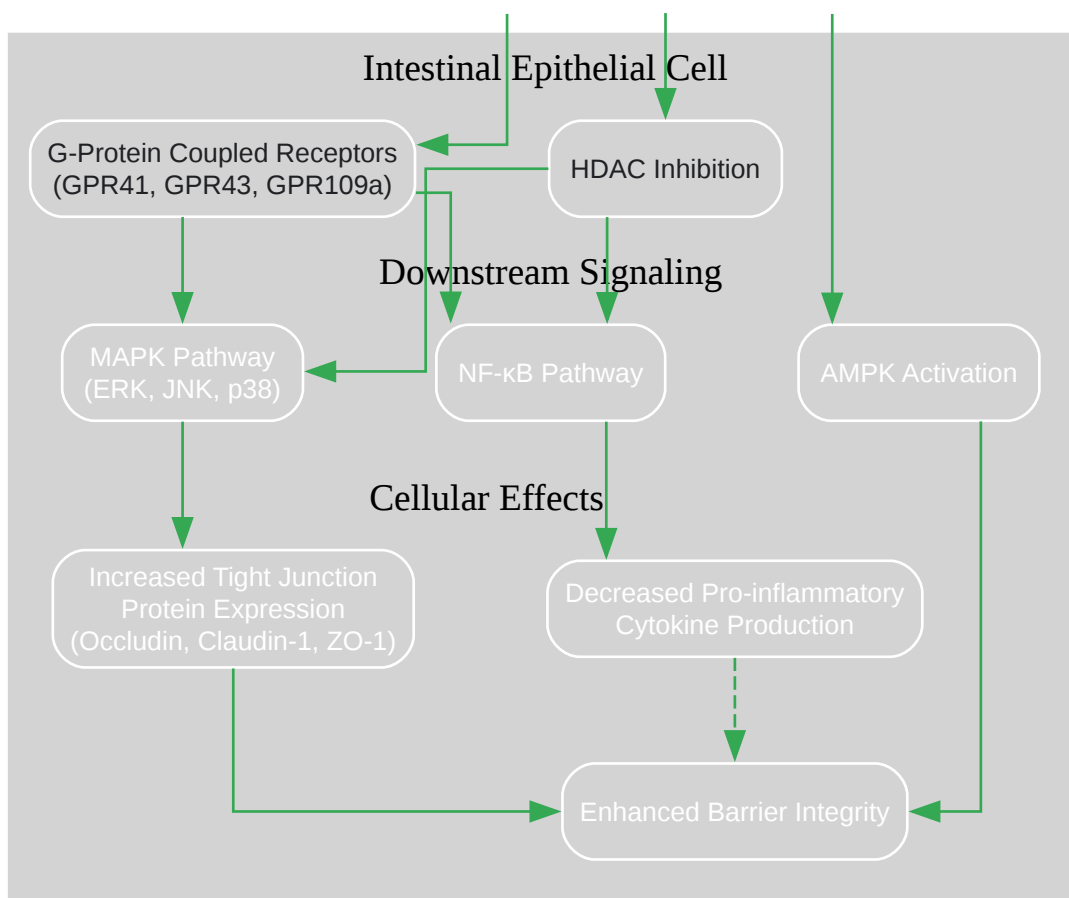 Intestinal Epithelial Cell
G-Protein Coupled Receptors
(GPR41, GPR43, GPR109a)
HDAC Inhibition
Downstream Signaling
MAPK Pathway
(ERK, JNK, p38)
NF-κB Pathway
AMPK Activation
Cellular Effects
Increased Tight Junction
Protein Expression
(Occludin, Claudin-1, ZO-1)
Decreased Pro-inflammatory
Cytokine Production
Enhanced Barrier Integrity